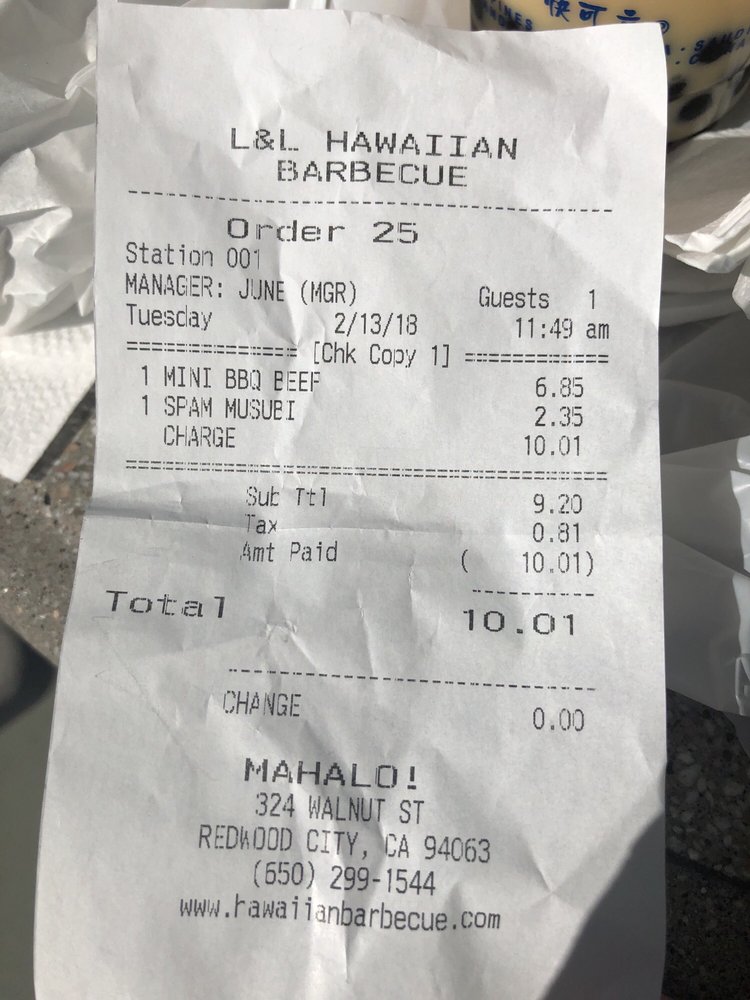 快可立®
L&L HAWAIIAN
BARBECUE
Order 25
Station 001
MANAGER: JUNE (MGR) Guests 1
Tuesday 2/13/18 11:49 am
[Chk Copy 1]
1 MINI BBQ BEEF 6.85
1 SPAM MUSUBI 2.35
CHARGE 10.01
Sub Ttl 9.20
Tax 0.81
Amt Paid ( 10.01)
Total 10.01
CHANGE 0.00
MAHALO!
324 WALNUT ST
REDWOOD CITY, CA 94063
(650) 299-1544
www.hawaiianbarbecue.com